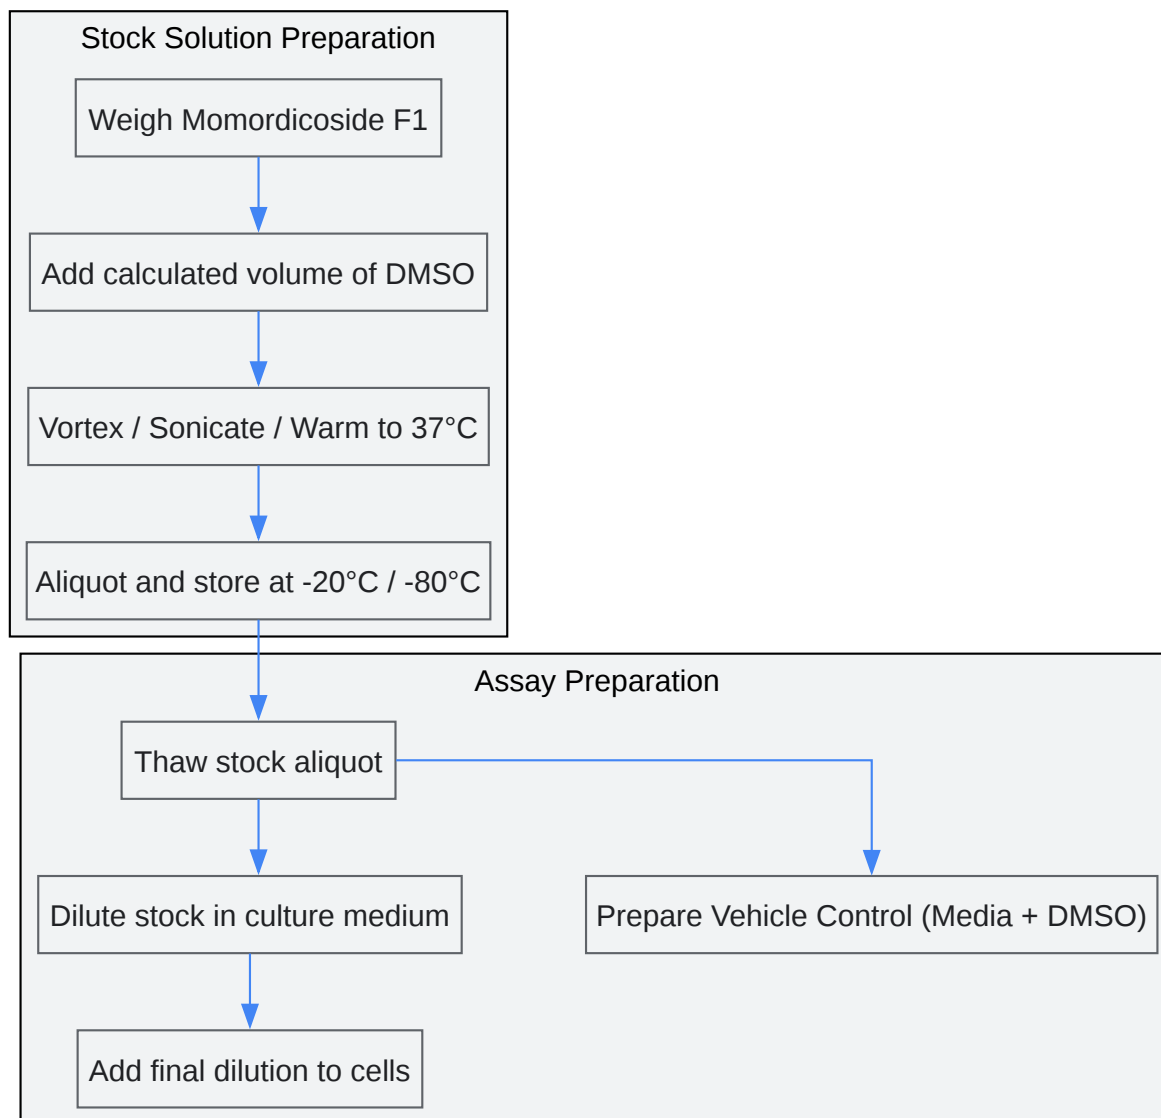 Stock Solution Preparation
Weigh Momordicoside F1
Add calculated volume of DMSO
Vortex / Sonicate / Warm to 37°C
Aliquot and store at -20°C / -80°C
Assay Preparation
Thaw stock aliquot
Dilute stock in culture medium
Prepare Vehicle Control (Media + DMSO)
Add final dilution to cells